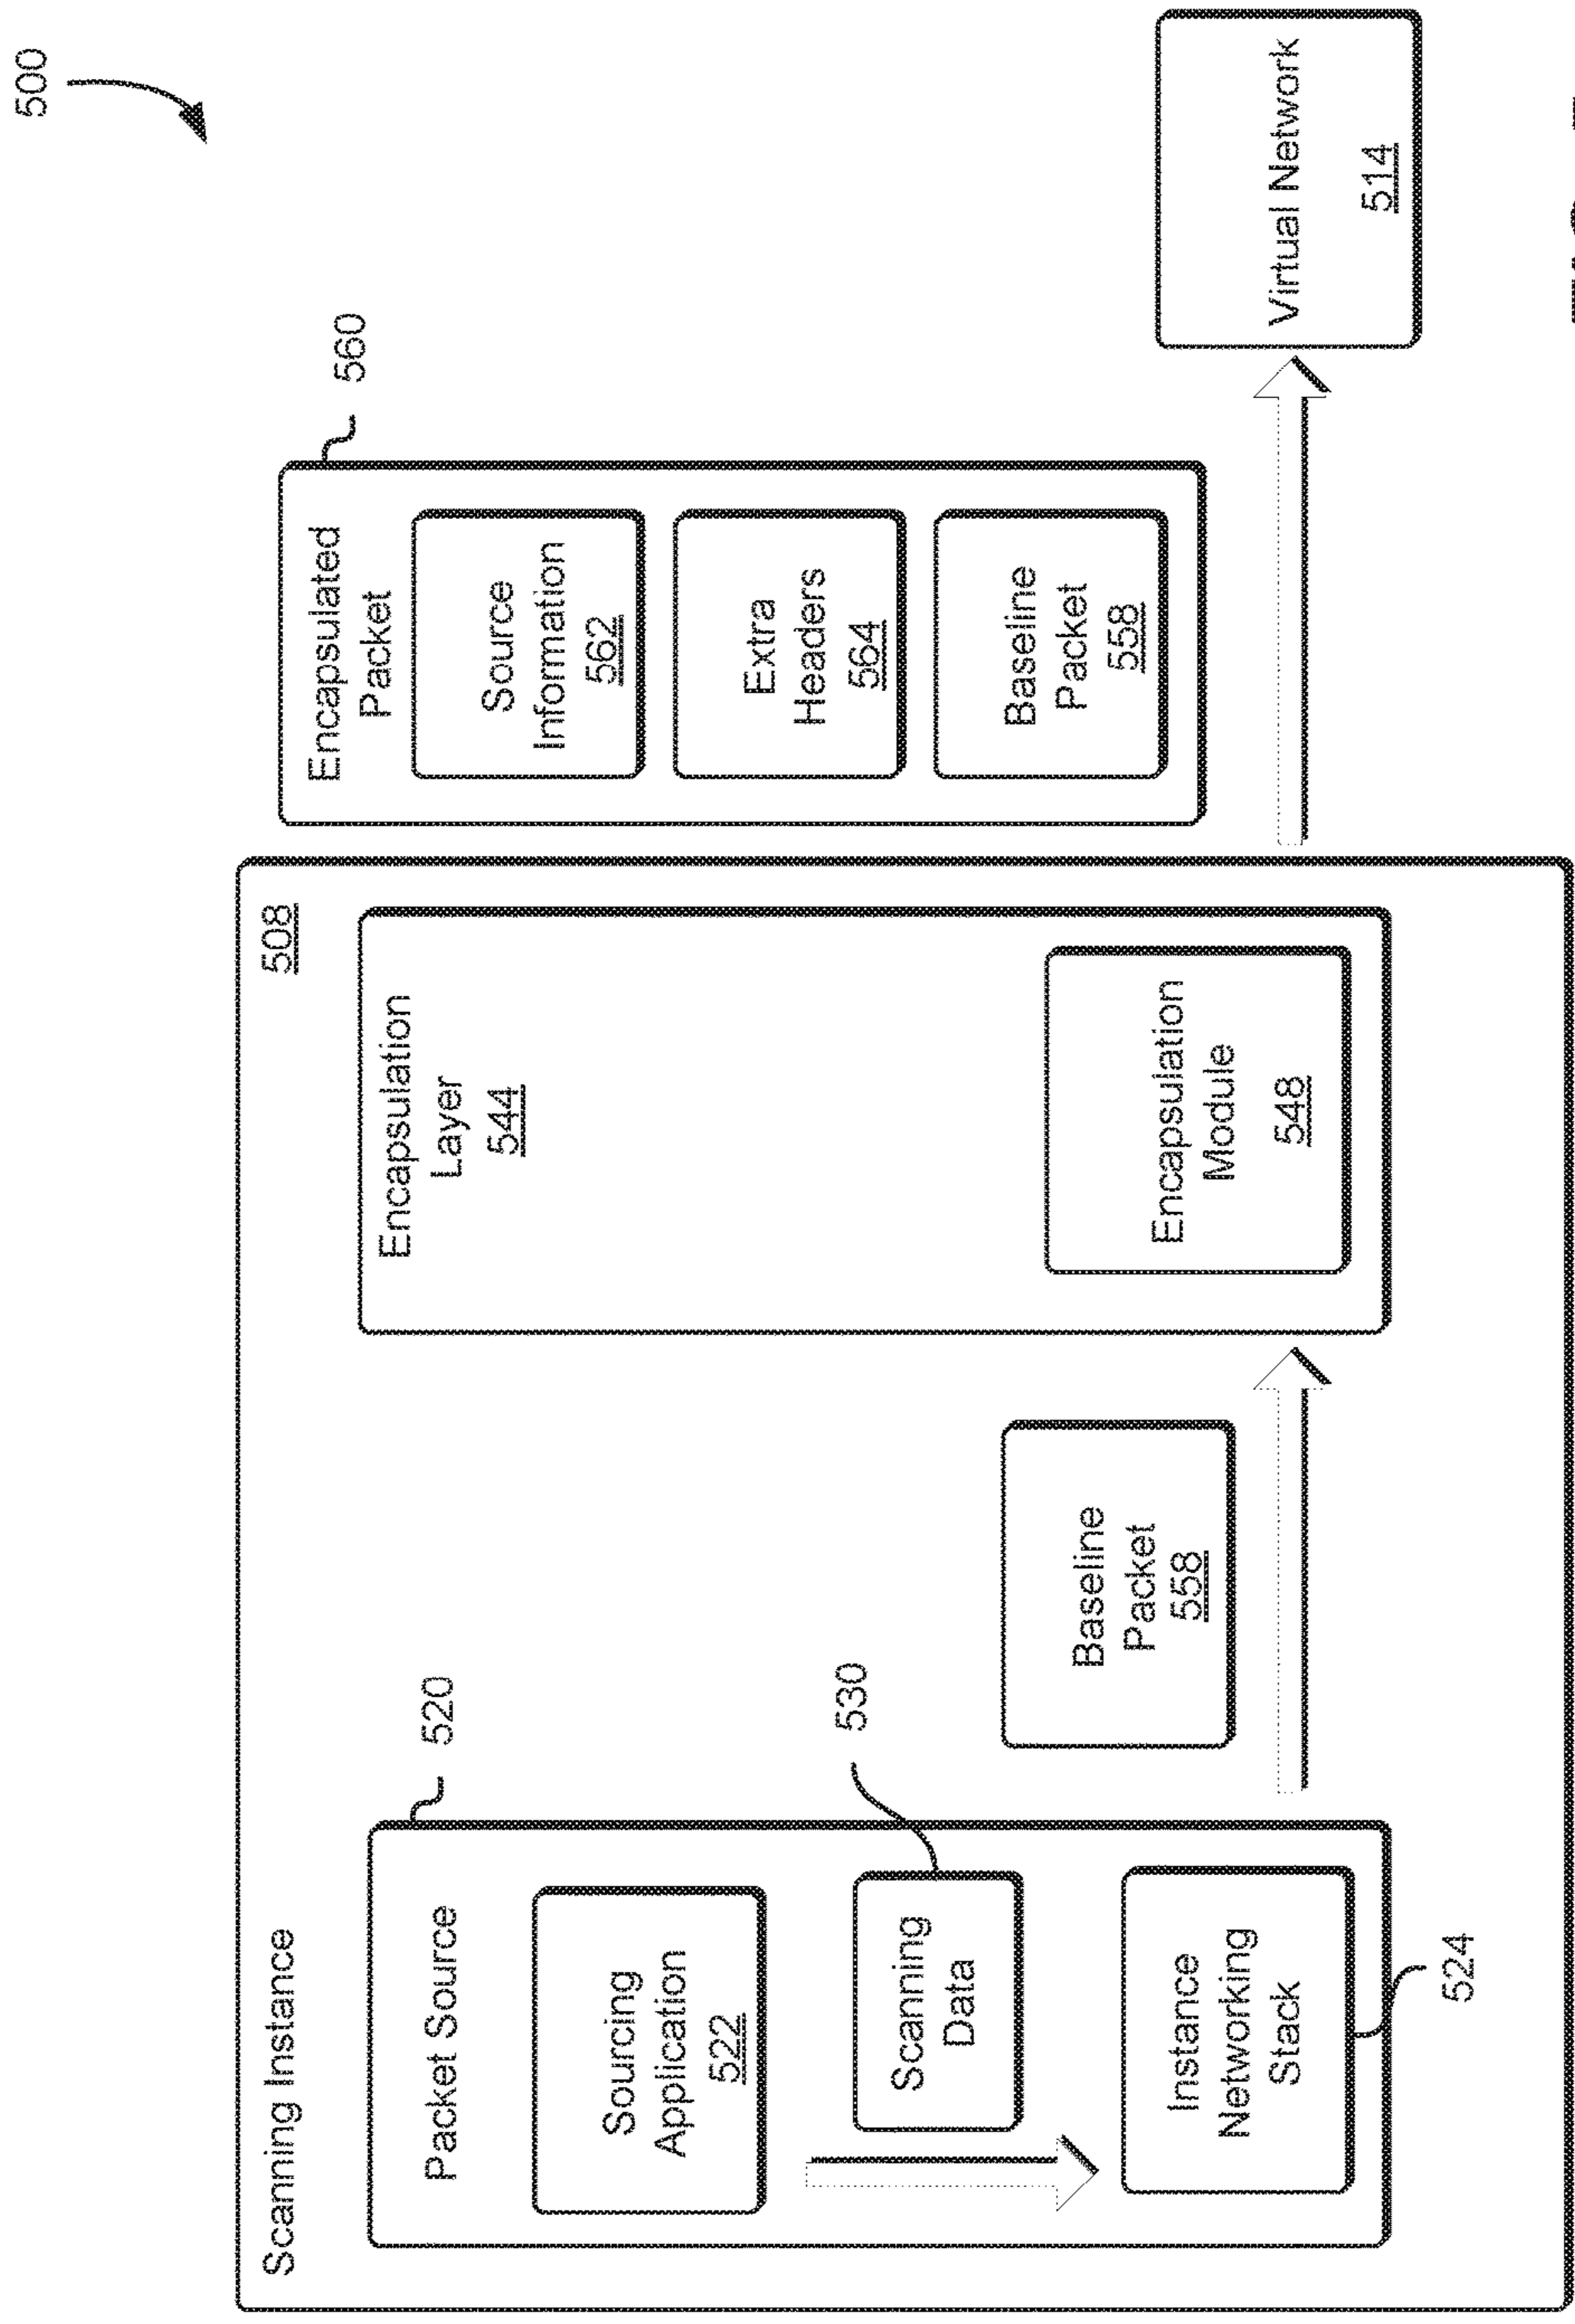 500
Scanning Instance
508
Packet Source
520
Sourcing
Application
522
Scanning
Data
530
Instance
Networking
Stack
524
Baseline
Packet
558
Encapsulation
Layer
544
Encapsulation
Module
548
Encapsulated
Packet
560
Source
Information
562
Extra
Headers
564
Baseline
Packet
558
Virtual Network
514